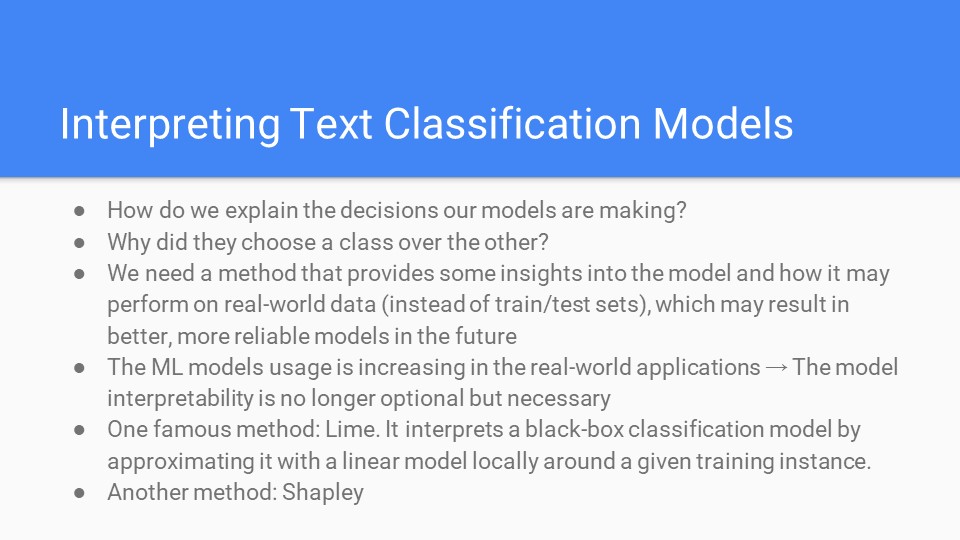 Interpreting Text Classification Models
● How do we explain the decisions our models are making?
● Why did they choose a class over the other?
● We need a method that provides some insights into the model and how it may
perform on real-world data (instead of train/test sets), which may result in
better, more reliable models in the future
● The ML models usage is increasing in the real-world applications → The model
interpretability is no longer optional but necessary
● One famous method: Lime. It interprets a black-box classification model by
approximating it with a linear model locally around a given training instance.
● Another method: Shapley